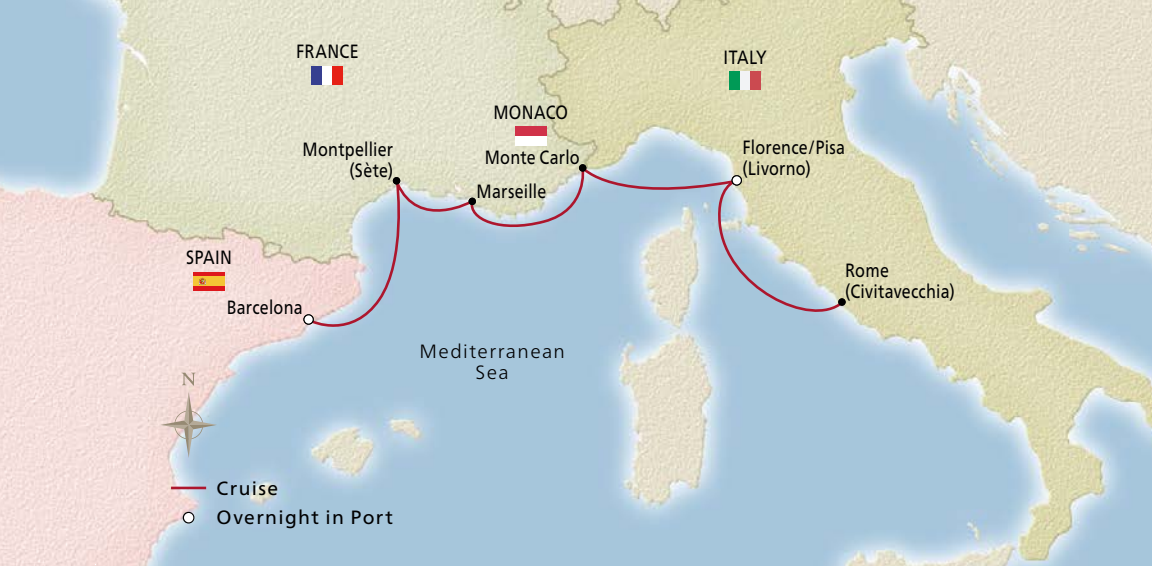 FRANCE
ITALY
MONACO
Montpellier
(Sète)
Monte Carlo
Florence/Pisa
(Livorno)
Marseille
SPAIN
Barcelona
Rome
(Civitavecchia)
Mediterranean
Sea
N
Cruise
Overnight in Port